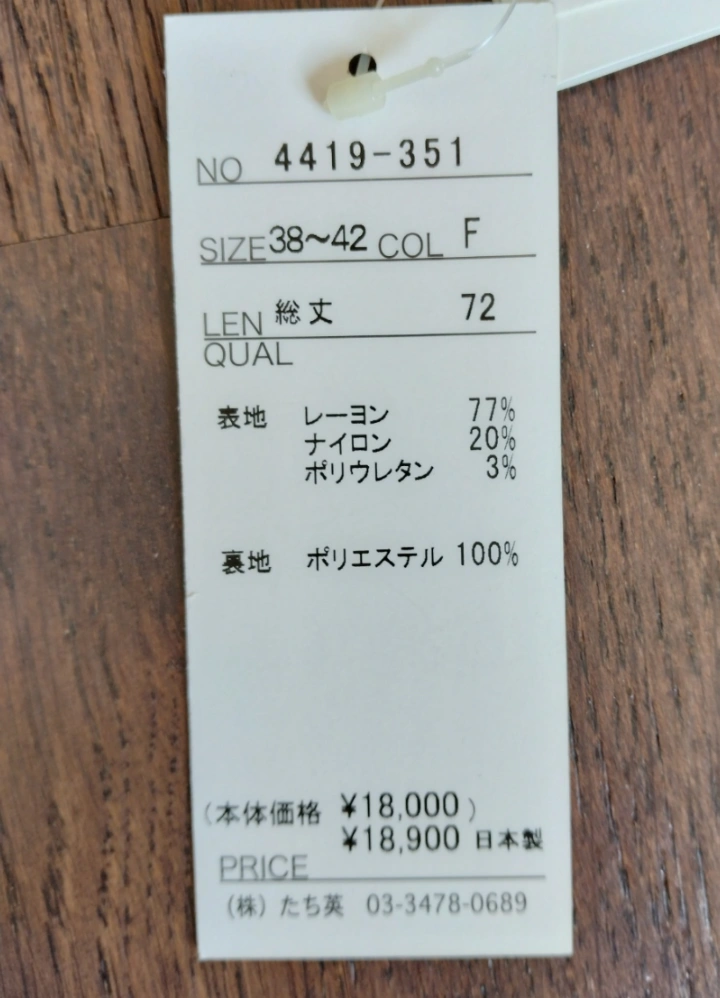 NO 4419-351
SIZE 38～42 COL F
LEN 総丈 72
QUAL
表地 レーヨン 77%
ナイロン 20%
ポリウレタン 3%
裏地 ポリエステル 100%
(本体価格 ¥18,000)
¥18,900 日本製
PRICE
(株)たち英 03-3478-0689